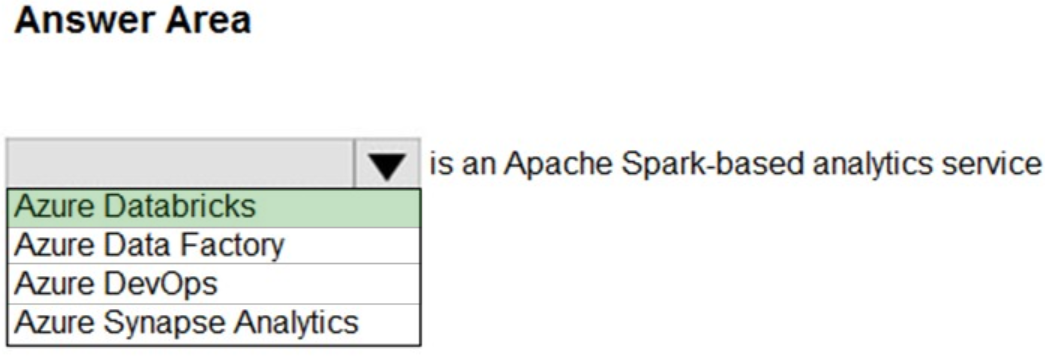 Answer Area
is an Apache Spark-based analytics service
Azure Databricks
Azure Data Factory
Azure DevOps
Azure Synapse Analytics